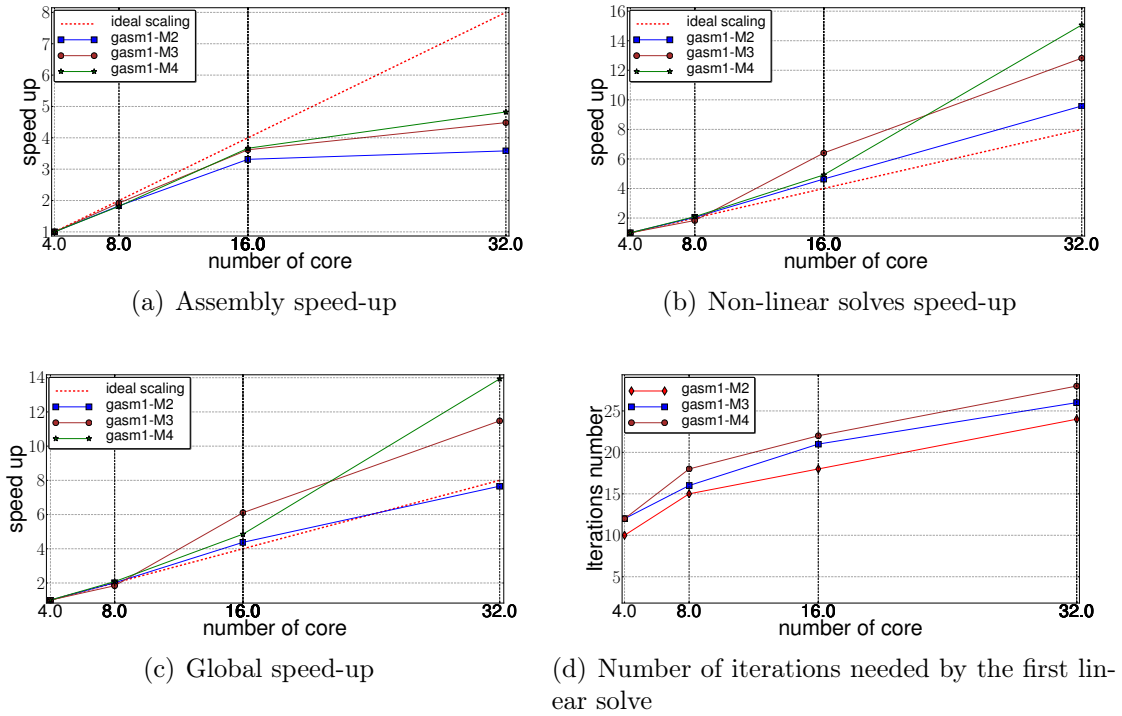 8
7
6
5
4
3
2
1
speed up
ideal scaling
gasm1-M2
gasm1-M3
gasm1-M4
4.0
8.0
16.0
32.0
number of core
(a) Assembly speed-up
16
14
12
10
8
6
4
2
speed up
ideal scaling
gasm1-M2
gasm1-M3
gasm1-M4
4.0
8.0
16.0
32.0
number of core
(b) Non-linear solves speed-up
14
12
10
8
6
4
2
speed up
ideal scaling
gasm1-M2
gasm1-M3
gasm1-M4
4.0
8.0
16.0
32.0
number of core
(c) Global speed-up
25
20
15
10
5
Iterations number
gasm1-M2
gasm1-M3
gasm1-M4
4.0
8.0
16.0
32.0
number of core
(d) Number of iterations needed by the first lin-
ear solve